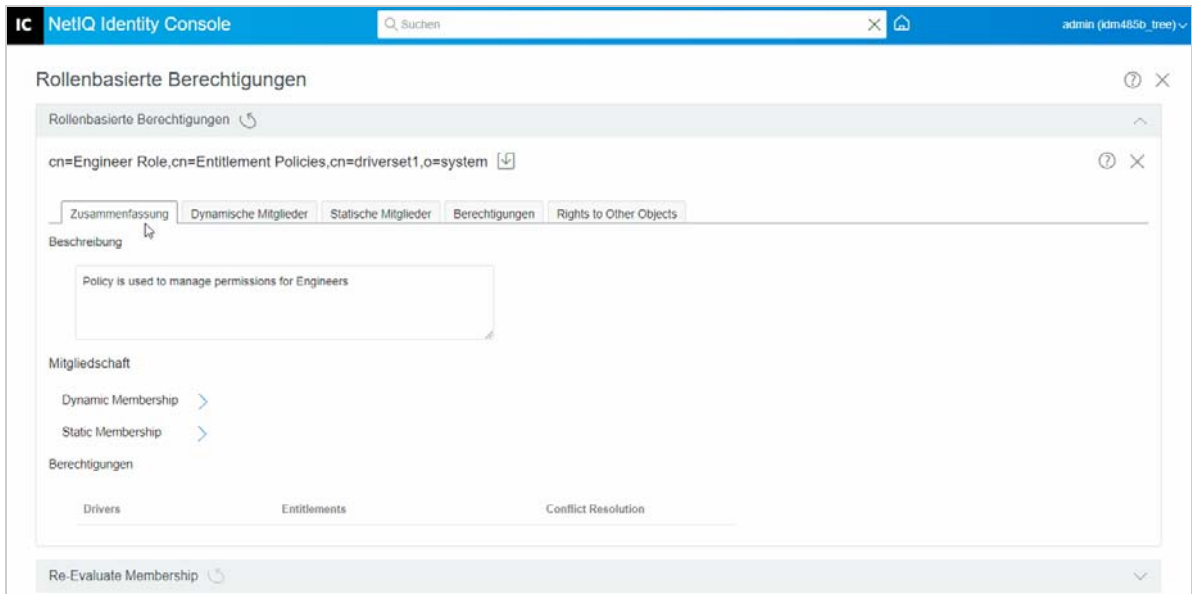 IC NetIQ Identity Console Suchen admin (idm485b_tree)
Rollenbasierte Berechtigungen
Rollenbasierte Berechtigungen
cn=Engineer Role,cn=Entitlement Policies,cn=driverset1,o=system
Zusammenfassung Dynamische Mitglieder Statische Mitglieder Berechtigungen Rights to Other Objects
Beschreibung
Policy is used to manage permissions for Engineers
Mitgliedschaft
Dynamic Membership
Static Membership
Berechtigungen
Drivers Entitlements Conflict Resolution
Re-Evaluate Membership